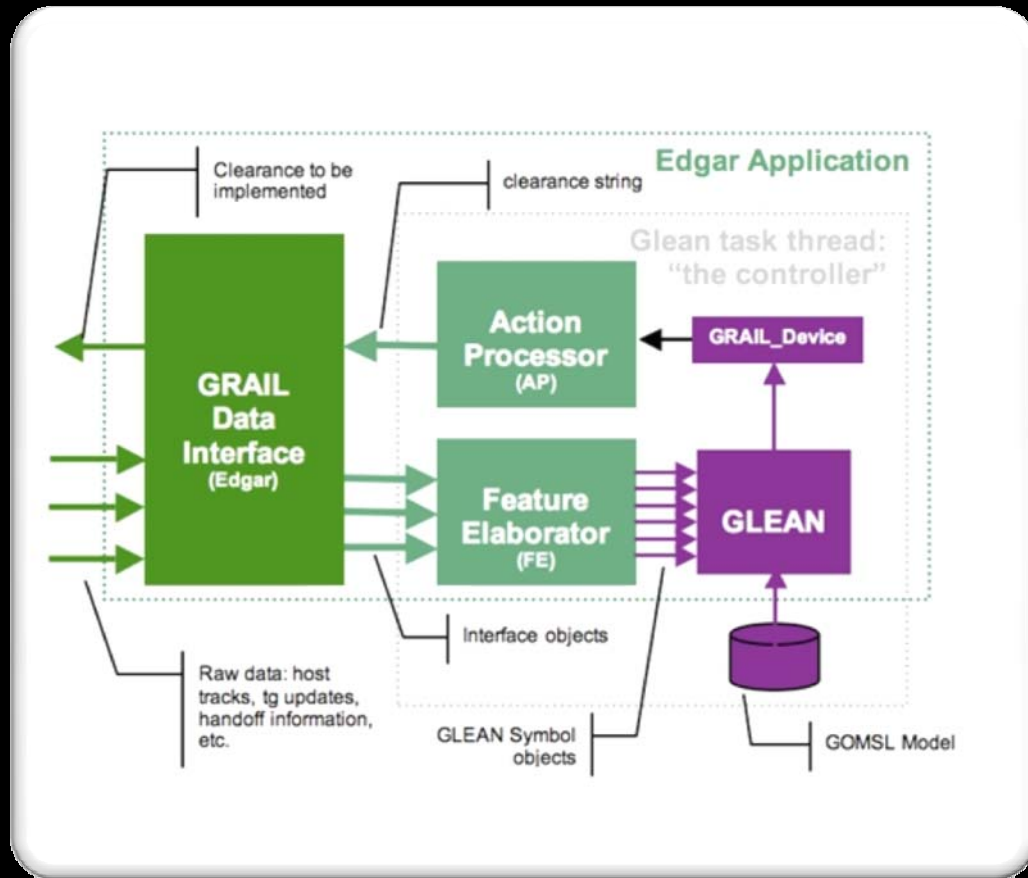 Edgar Application
Clearance to be
implemented
clearance string
Glean task thread:
“the controller”
Action
Processor
(AP)
GRAIL_Device
GRAIL
Data
Interface
(Edgar)
Feature
Elaborator
(FE)
GLEAN
Interface objects
Raw data: host
tracks, tg updates,
handoff information,
etc.
GLEAN Symbol
objects
GOMSL Model